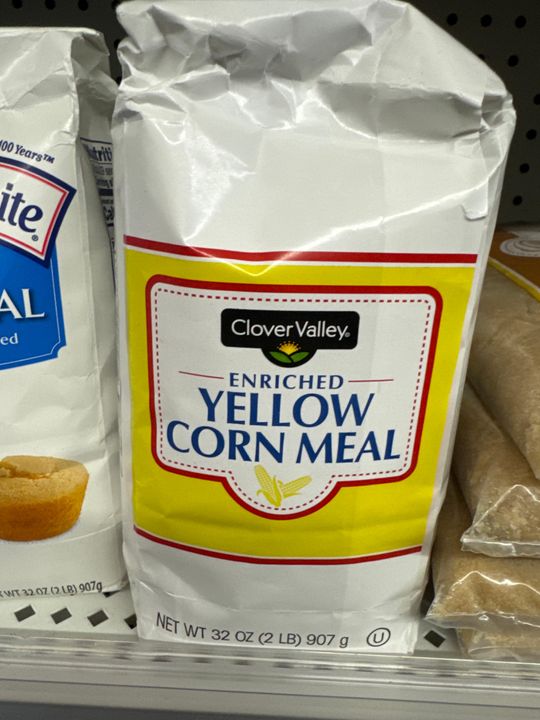 100 Years™
ite®
AL
ed
WT 32 OZ (2 LB) 907g
Clover Valley®
ENRICHED
YELLOW
CORN MEAL
NET WT 32 OZ (2 LB) 907 g U